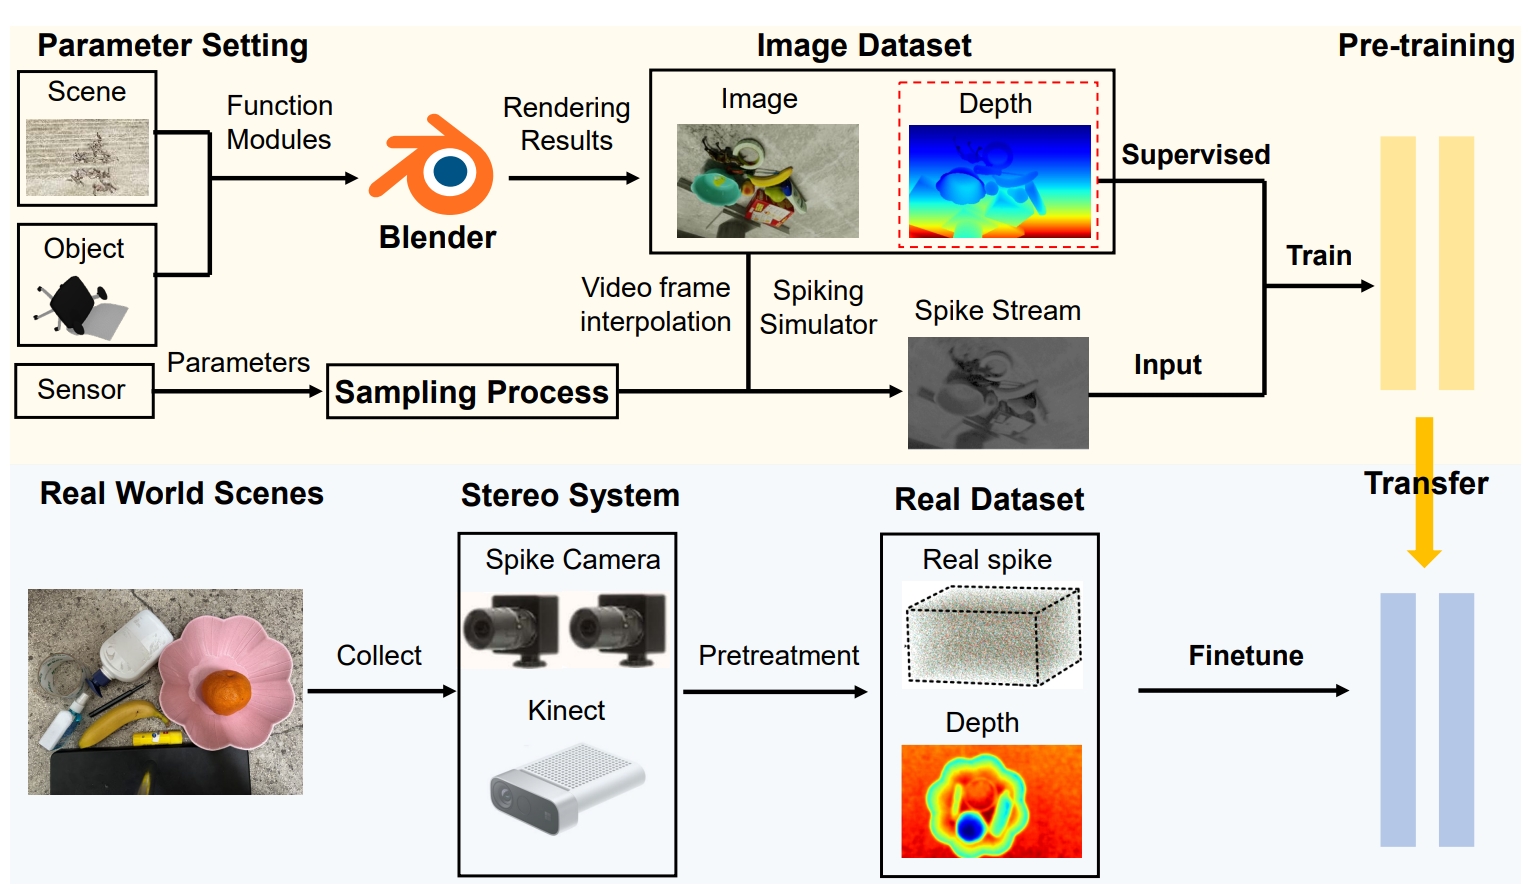 Parameter Setting
Image Dataset
Pre-training
Scene
Function
Modules
Rendering
Results
Image
Depth
Supervised
Blender
Object
Train
Video frame
interpolation
Spiking
Simulator
Spike Stream
Parameters
Input
Sensor
Sampling Process
Transfer
Real World Scenes
Stereo System
Real Dataset
Spike Camera
Real spike
Collect
Pretreatment
Finetune
Kinect
Depth